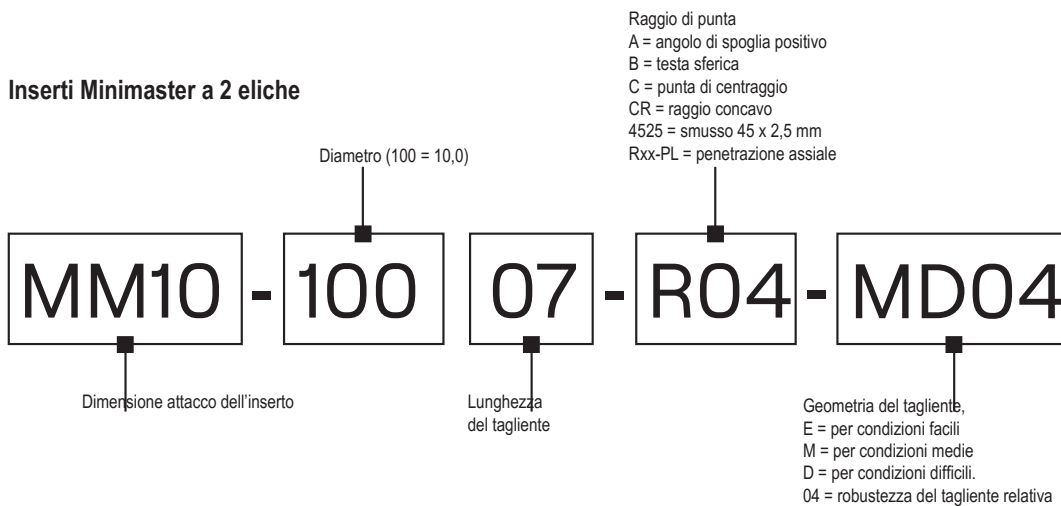 Raggio di punta
A = angolo di spoglia positivo
B = testa sferica
C = punta di centraggio
CR = raggio concavo
4525 = smusso 45 x 2,5 mm
Rxx-PL = penetrazione assiale
Inserti Minimaster a 2 eliche
Diametro (100 = 10,0)
MM10 - 100 07 - R04 - MD04
Dimensione attacco dell'inserto
Lunghezza
del tagliente
Geometria del tagliente,
E = per condizioni facili
M = per condizioni medie
D = per condizioni difficili.
04 = robustezza del tagliente relativa